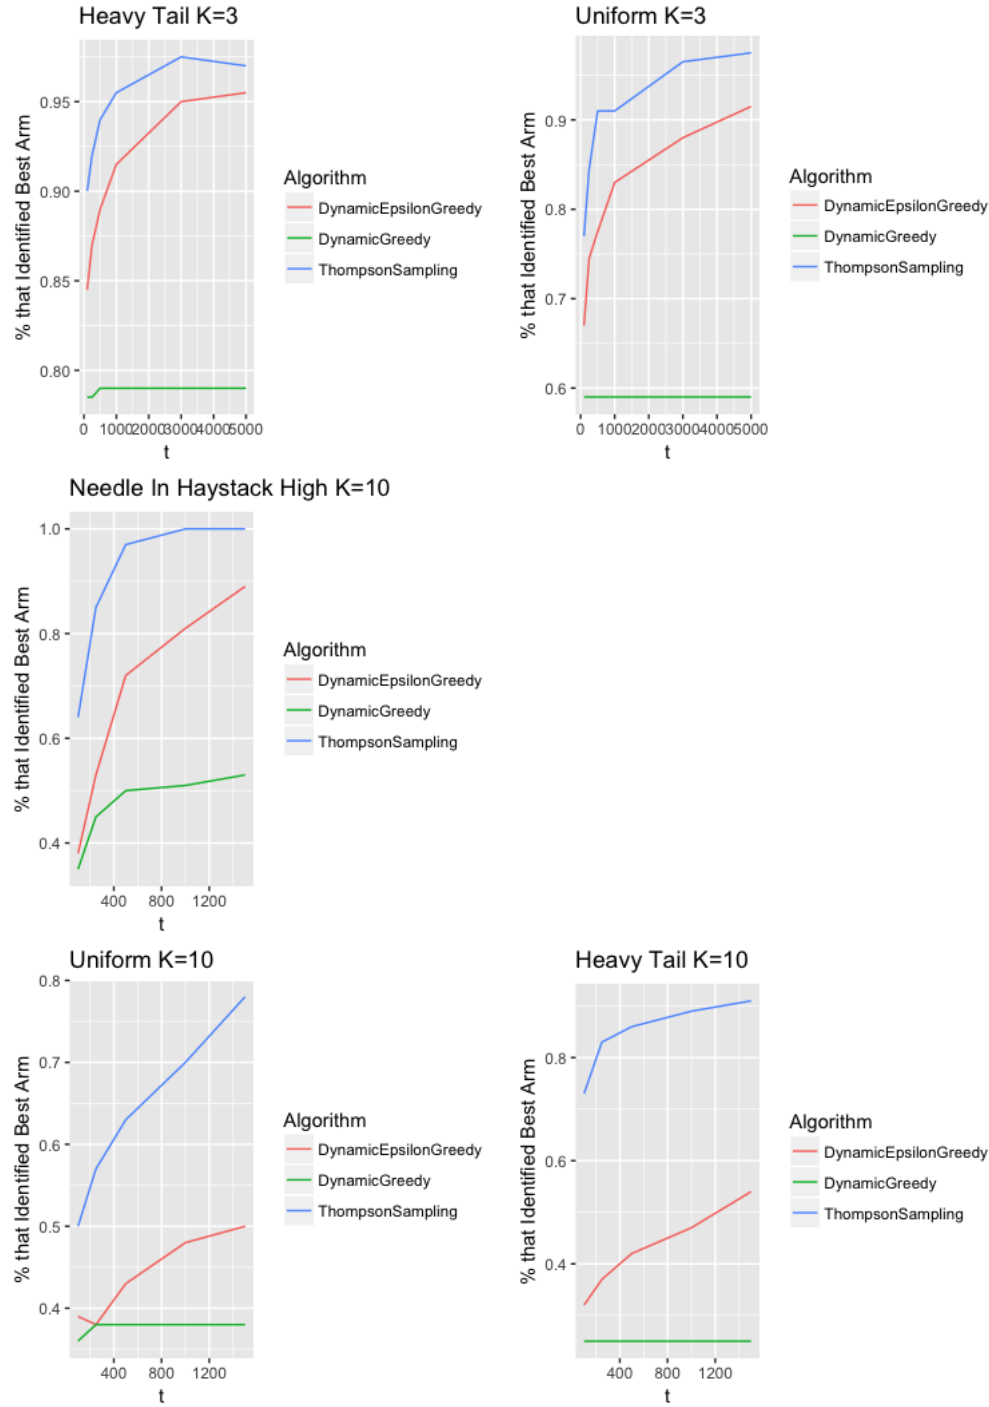 Heavy Tail K=3
% that Identified Best Arm
0.95
0.90
0.85
0.80
0 1000 2000 3000 4000 5000
t
Algorithm
DynamicEpsilonGreedy
DynamicGreedy
ThompsonSampling
Uniform K=3
% that Identified Best Arm
0.9
0.8
0.7
0.6
0 1000 2000 3000 4000 5000
t
Algorithm
DynamicEpsilonGreedy
DynamicGreedy
ThompsonSampling
Needle In Haystack High K=10
% that Identified Best Arm
1.0
0.8
0.6
0.4
400 800 1200
t
Algorithm
DynamicEpsilonGreedy
DynamicGreedy
ThompsonSampling
Uniform K=10
% that Identified Best Arm
0.8
0.7
0.6
0.5
0.4
400 800 1200
t
Algorithm
DynamicEpsilonGreedy
DynamicGreedy
ThompsonSampling
Heavy Tail K=10
% that Identified Best Arm
0.8
0.6
0.4
400 800 1200
t
Algorithm
DynamicEpsilonGreedy
DynamicGreedy
ThompsonSampling